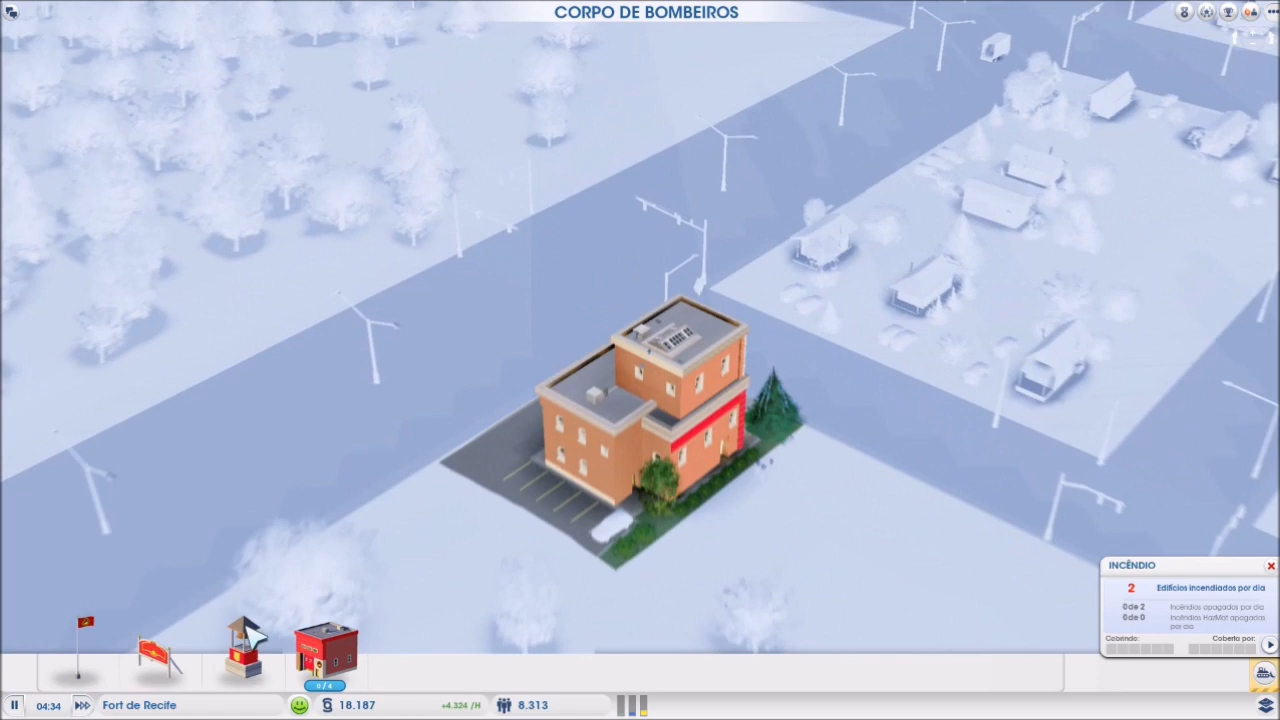 CORPO DE BOMBEIROS
INCÊNDIO
2 Edifícios incendiados por dia
0 de 2 Incêndios apagados por dia
0 de 0 Incêndios HazMat apagados
por dia
Cobrindo: Coberta por:
0 / 4
04:34 Fort de Recife 18.187 +4.324 /H 8.313